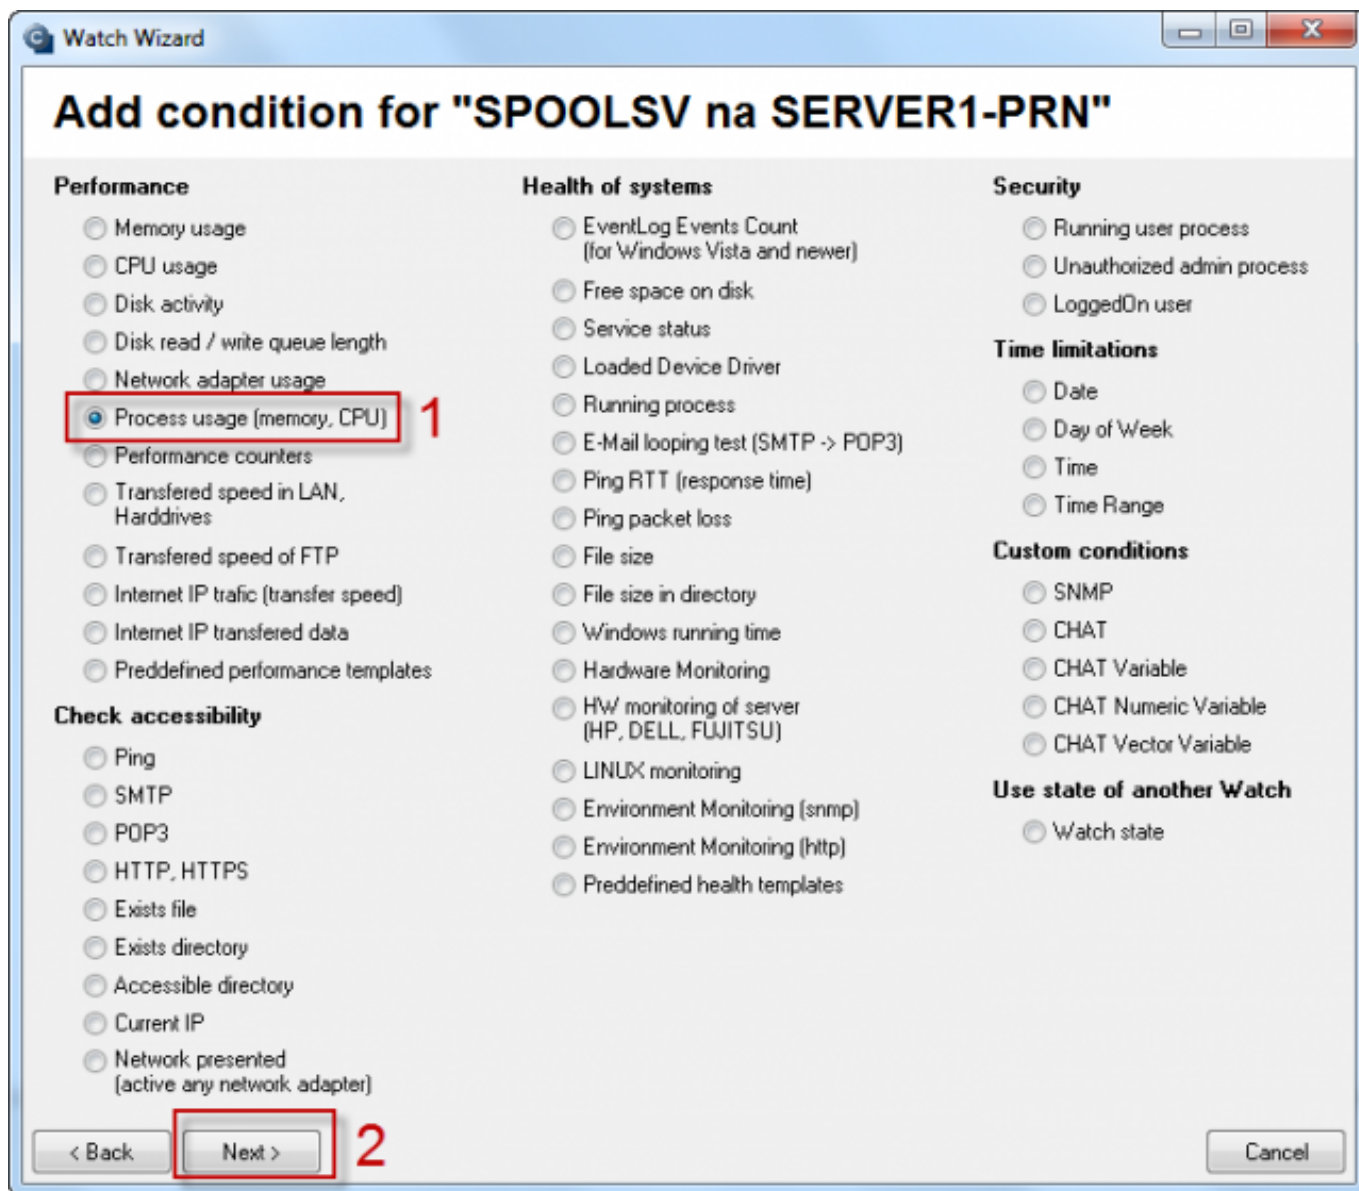 Watch Wizard
Add condition for "SPOOLSV na SERVER1-PRN"
Performance
Memory usage
CPU usage
Disk activity
Disk read / write queue length
Network adapter usage
Process usage (memory, CPU)
1
Performance counters
Transfered speed in LAN,
Harddrives
Transfered speed of FTP
Internet IP trafic (transfer speed)
Internet IP transfered data
Preddefined performance templates
Check accessibility
Ping
SMTP
POP3
HTTP, HTTPS
Exists file
Exists directory
Accessible directory
Current IP
Network presented
(active any network adapter)
Health of systems
EventLog Events Count
(for Windows Vista and newer)
Free space on disk
Service status
Loaded Device Driver
Running process
E-Mail looping test (SMTP -> POP3)
Ping RTT (response time)
Ping packet loss
File size
File size in directory
Windows running time
Hardware Monitoring
HW monitoring of server
(HP, DELL, FUJITSU)
LINUX monitoring
Environment Monitoring (snmp)
Environment Monitoring (http)
Preddefined health templates
Security
Running user process
Unauthorized admin process
LoggedOn user
Time limitations
Date
Day of Week
Time
Time Range
Custom conditions
SNMP
CHAT
CHAT Variable
CHAT Numeric Variable
CHAT Vector Variable
Use state of another Watch
Watch state
< Back
Next >
2
Cancel